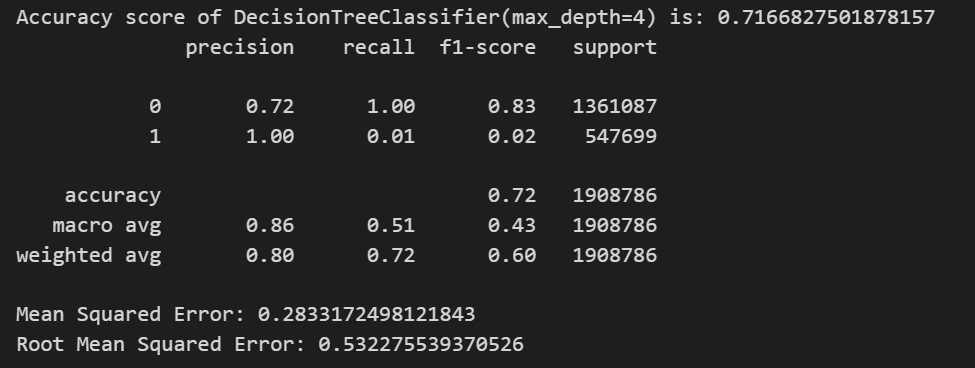 Accuracy score of DecisionTreeClassifier(max_depth=4) is: 0.7166827501878157
precision recall f1-score support
0 0.72 1.00 0.83 1361087
1 1.00 0.01 0.02 547699
accuracy 0.72 1908786
macro avg 0.86 0.51 0.43 1908786
weighted avg 0.80 0.72 0.60 1908786
Mean Squared Error: 0.2833172498121843
Root Mean Squared Error: 0.532275539370526